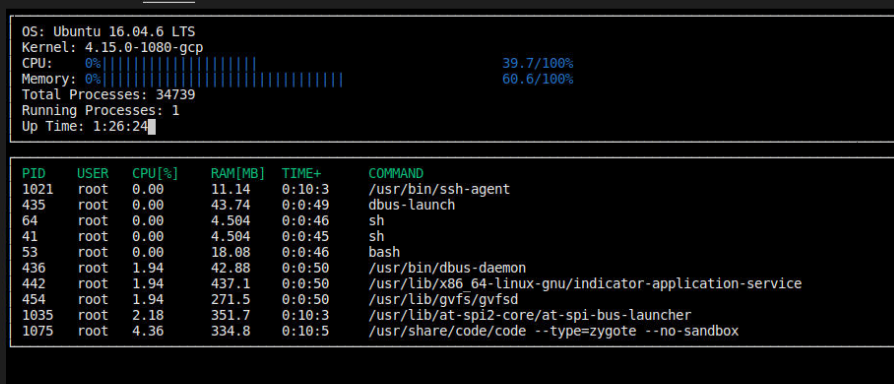 OS: Ubuntu 16.04.6 LTS
Kernel: 4.15.0-1080-gcp
CPU: 0%|||||||||||||||||||| 39.7/100%
Memory: 0%||||||||||||||||||||||||||||||| 60.6/100%
Total Processes: 34739
Running Processes: 1
Up Time: 1:26:24
PID USER CPU[%] RAM[MB] TIME+ COMMAND
1021 root 0.00 11.14 0:10:3 /usr/bin/ssh-agent
435 root 0.00 43.74 0:0:49 dbus-launch
64 root 0.00 4.504 0:0:46 sh
41 root 0.00 4.504 0:0:45 sh
53 root 0.00 18.08 0:0:46 bash
436 root 1.94 42.88 0:0:50 /usr/bin/dbus-daemon
442 root 1.94 437.1 0:0:50 /usr/lib/x86_64-linux-gnu/indicator-application-service
454 root 1.94 271.5 0:0:50 /usr/lib/gvfs/gvfsd
1035 root 2.18 351.7 0:10:3 /usr/lib/at-spi2-core/at-spi-bus-launcher
1075 root 4.36 334.8 0:10:5 /usr/share/code/code --type=zygote --no-sandbox